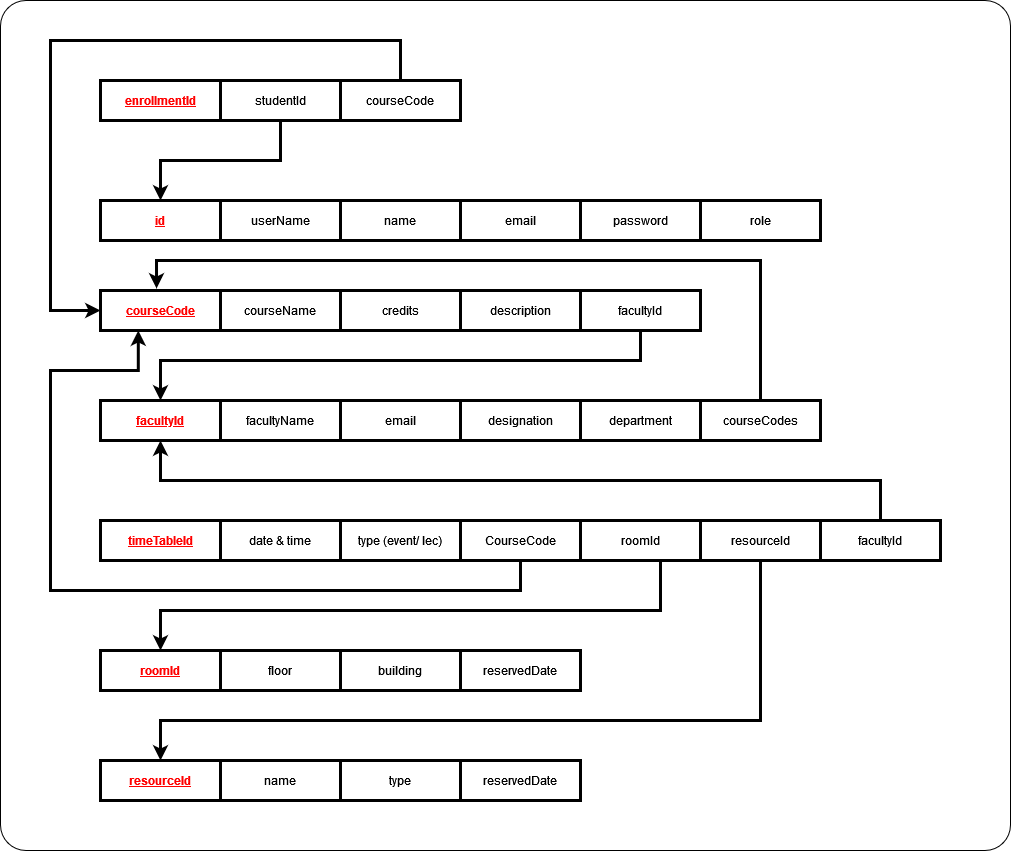 enrollmentId studentId courseCode
id userName name email password role
courseCode courseName credits description facultyId
facultyId facultyName email designation department courseCodes
timeTableId date & time type (event/ lec) CourseCode roomId resourceId facultyId
roomId floor building reservedDate
resourceId name type reservedDate